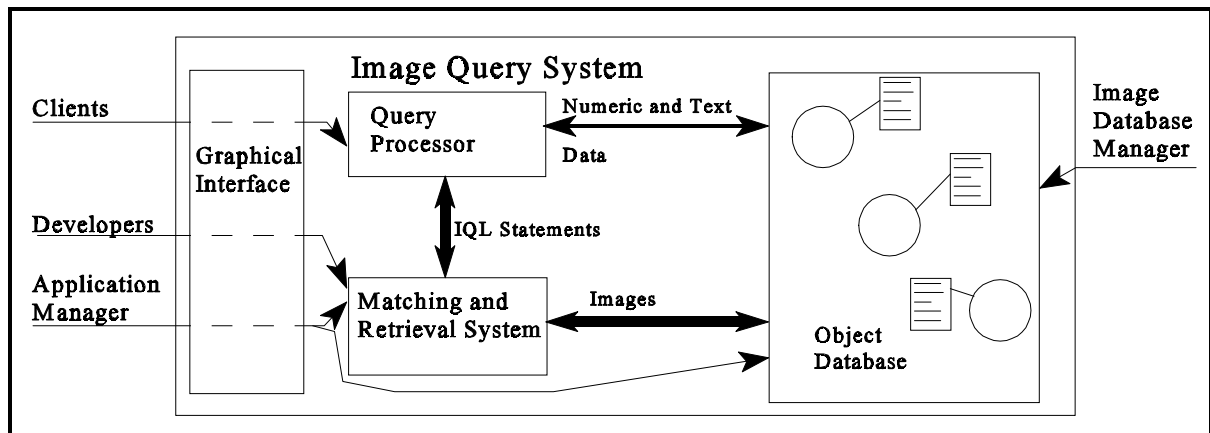 Image Query System
Clients
Graphical
Interface
Query
Processor
Numeric and Text
Data
Image
Database
Manager
Developers
IQL Statements
Application
Manager
Matching and
Retrieval System
Images
Object
Database